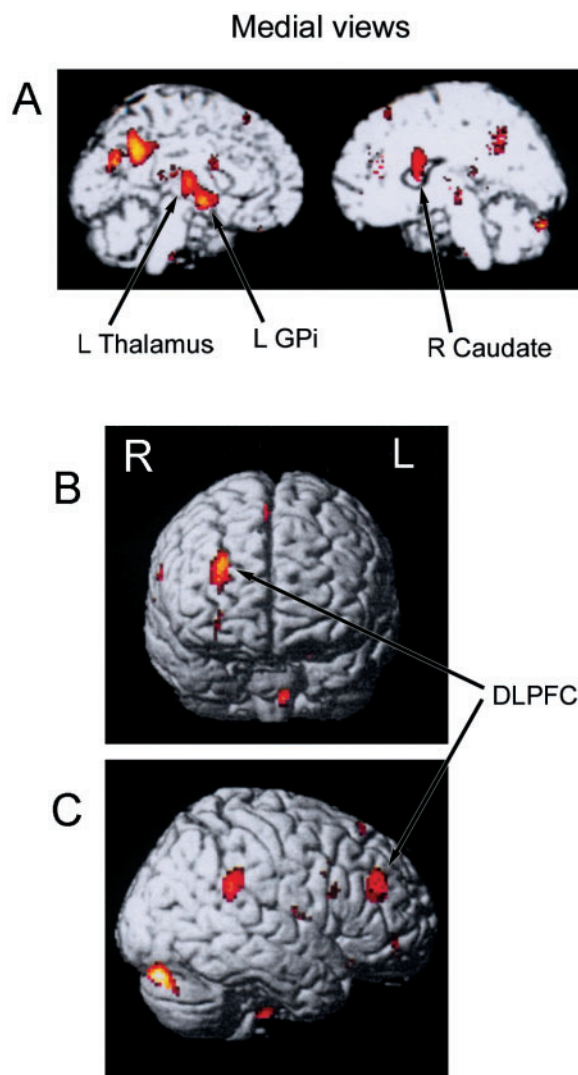 Medial views
A
L Thalamus
L GPi
R Caudate
B
R
L
DLPFC
C